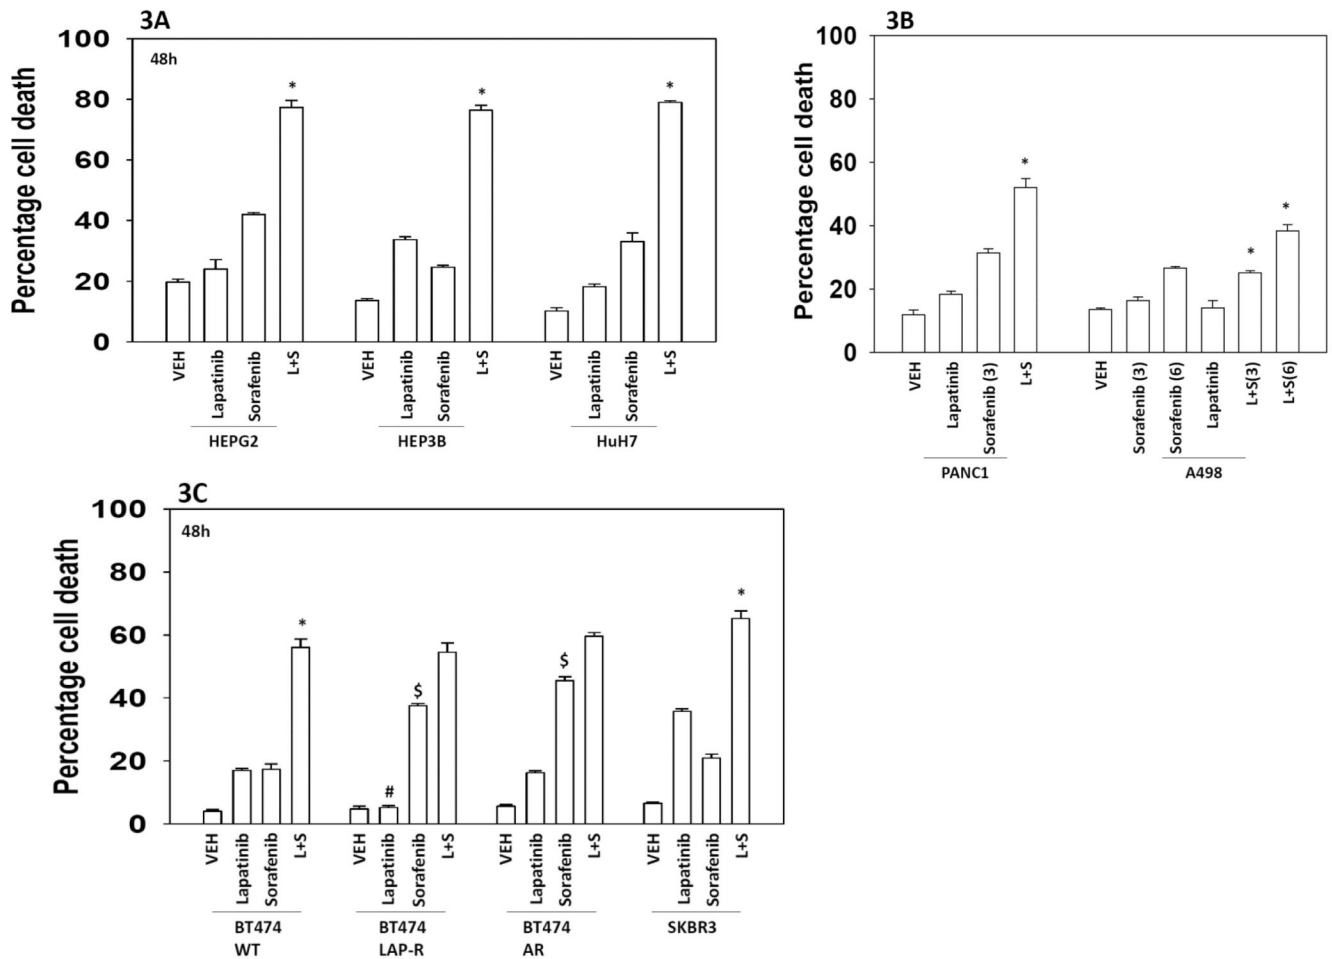 3A
48h
Percentage cell death
100
80
60
40
20
0
*
*
*
VEH
Lapatinib
Sorafenib
L+S
VEH
Lapatinib
Sorafenib
L+S
VEH
Lapatinib
Sorafenib
L+S
HEPG2
HEP3B
HuH7
3B
Percentage cell death
100
80
60
40
20
0
*
*
*
VEH
Lapatinib
Sorafenib (3)
L+S
VEH
Sorafenib (3)
Sorafenib (6)
Lapatinib
L+S(3)
L+S(6)
PANC1
A498
3C
48h
Percentage cell death
100
80
60
40
20
0
*
#
$
$
*
VEH
Lapatinib
Sorafenib
L+S
VEH
Lapatinib
Sorafenib
L+S
VEH
Lapatinib
Sorafenib
L+S
VEH
Lapatinib
Sorafenib
L+S
BT474
WT
BT474
LAP-R
BT474
AR
SKBR3